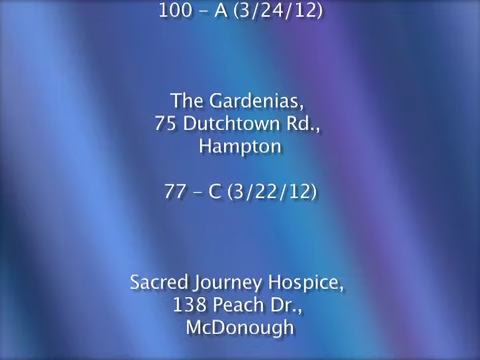 100 – A (3/24/12)
The Gardenias,
75 Dutchtown Rd.,
Hampton
77 – C (3/22/12)
Sacred Journey Hospice,
138 Peach Dr.,
McDonough